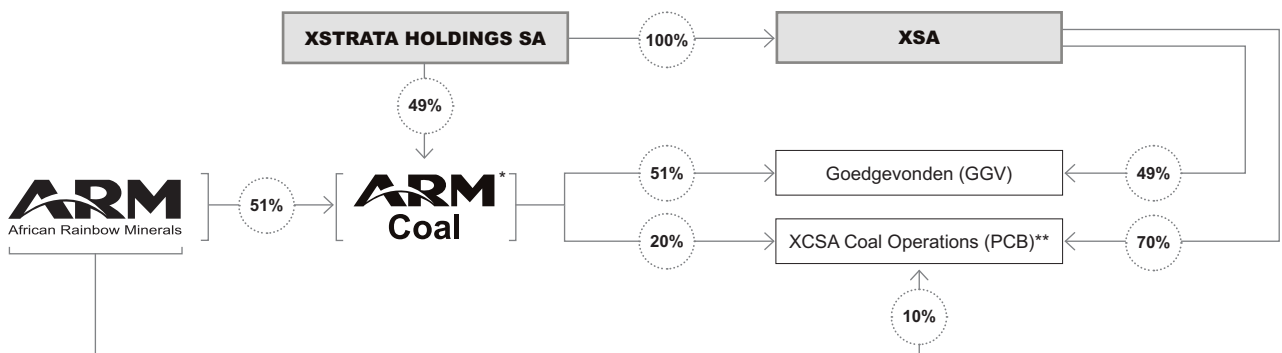 XSTRATA HOLDINGS SA
100%
XSA
49%
ARM
African Rainbow Minerals
51%
ARM*
Coal
51%
Goedgevonden (GGV)
49%
20%
XCSA Coal Operations (PCB)**
70%
10%